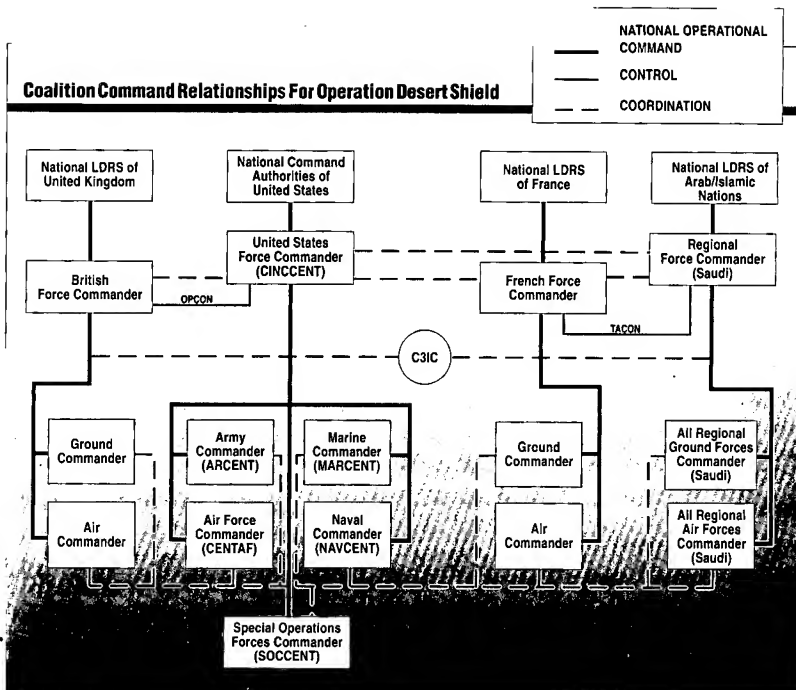 NATIONAL OPERATIONAL
COMMAND
CONTROL
COORDINATION
Coalition Command Relationships For Operation Desert Shield
National LDRS of
United Kingdom
National Command
Authorities of
United States
National LDRS
of France
National LDRS of
Arab/Islamic
Nations
British
Force Commander
United States
Force Commander
(CINCCENT)
French Force
Commander
Regional
Force Commander
(Saudi)
OPCON
TACON
C3IC
Ground
Commander
Army
Commander
(ARCENT)
Marine
Commander
(MARCENT)
Ground
Commander
All Regional
Ground Forces
Commander
(Saudi)
Air
Commander
Air Force
Commander
(CENTAF)
Naval
Commander
(NAVCENT)
Air
Commander
All Regional
Air Forces
Commander
(Saudi)
Special Operations
Forces Commander
(SOCCENT)